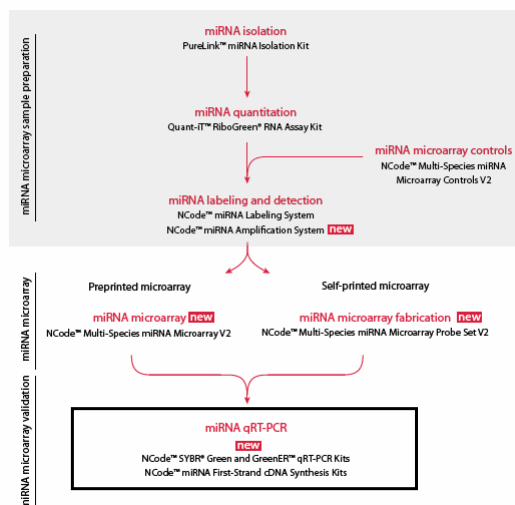 miRNA microarray sample preparation
miRNA isolation
PureLink™ miRNA Isolation Kit
miRNA quantitation
Quant-iT™ RiboGreen® RNA Assay Kit
miRNA microarray controls
NCode™ Multi-Species miRNA
Microarray Controls V2
miRNA labeling and detection
NCode™ miRNA Labeling System
NCode™ miRNA Amplification System new
miRNA microarray
Preprinted microarray
miRNA microarray new
NCode™ Multi-Species miRNA Microarray V2
Self-printed microarray
miRNA microarray fabrication new
NCode™ Multi-Species miRNA Microarray Probe Set V2
miRNA microarray validation
miRNA qRT-PCR
new
NCode™ SYBR® Green and GreenER™ qRT-PCR Kits
NCode™ miRNA First-Strand cDNA Synthesis Kits